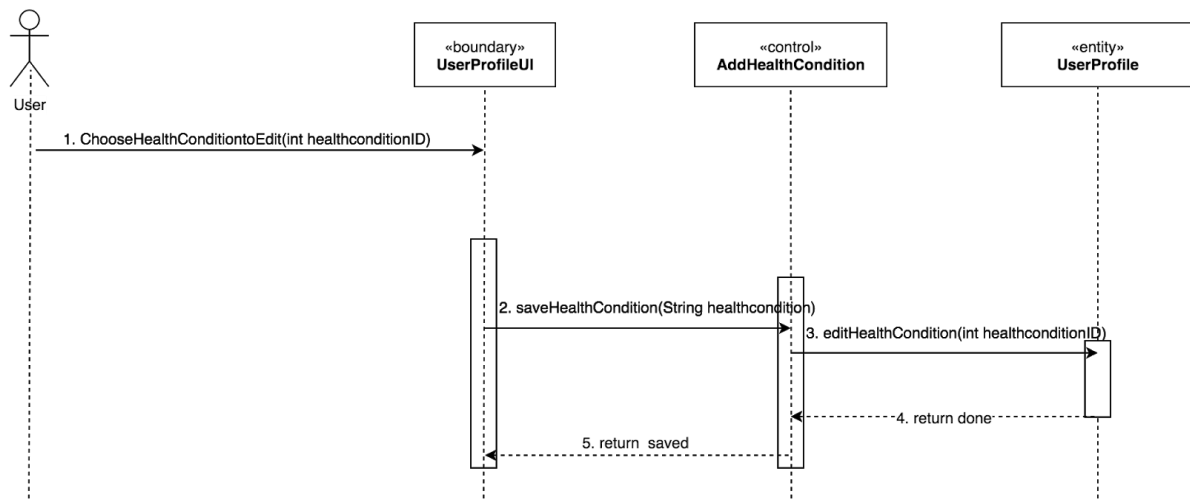 «boundary»
UserProfileUI
«control»
AddHealthCondition
«entity»
UserProfile
User
1. ChooseHealthConditiontoEdit(int healthconditionID)
2. saveHealthCondition(String healthcondition)
3. editHealthCondition(int healthconditionID)
4. return done
5. return saved